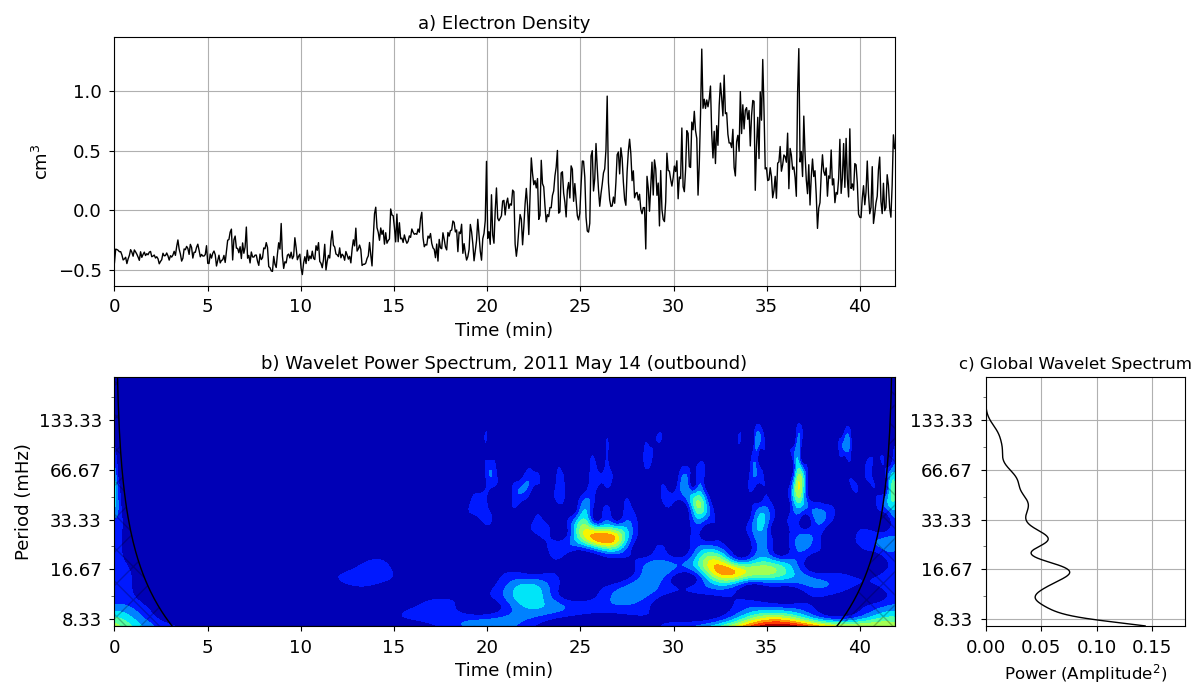 a) Electron Density
cm³
1.0
0.5
0.0
−0.5
0 5 10 15 20 25 30 35 40
Time (min)
b) Wavelet Power Spectrum, 2011 May 14 (outbound)
Period (mHz)
133.33
66.67
33.33
16.67
8.33
0 5 10 15 20 25 30 35 40
Time (min)
c) Global Wavelet Spectrum
133.33
66.67
33.33
16.67
8.33
0.00 0.05 0.10 0.15
Power (Amplitude²)